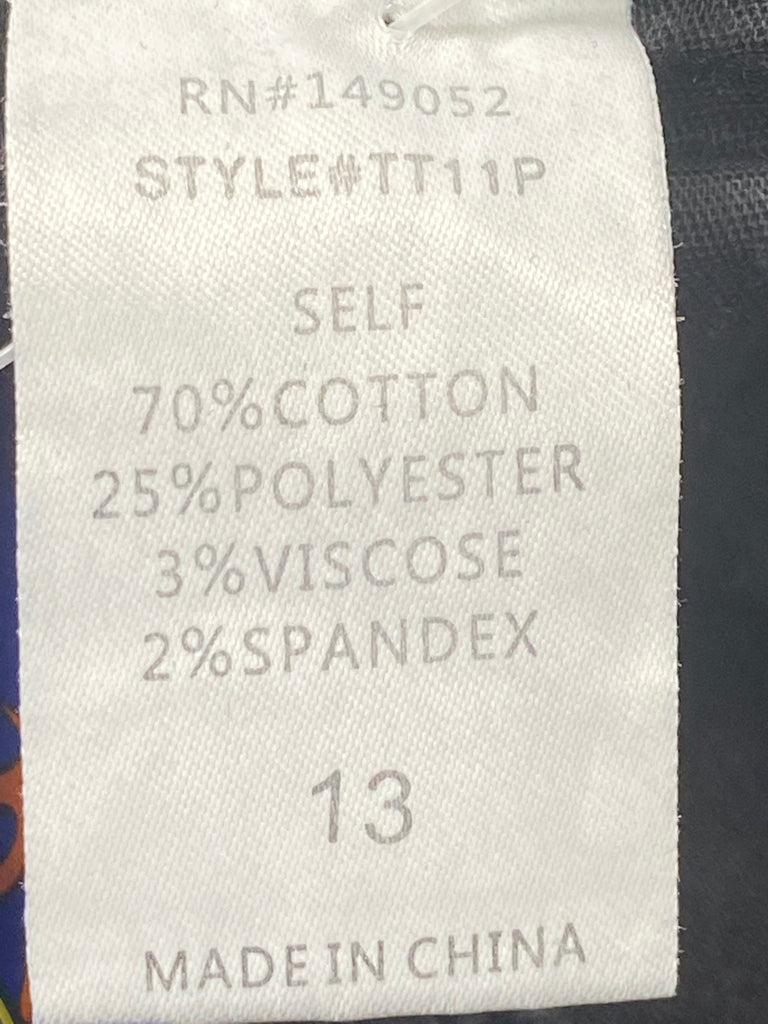 RN#149052
STYLE#TT11P
SELF
70%COTTON
25%POLYESTER
3%VISCOSE
2%SPANDEX
13
MADE IN CHINA